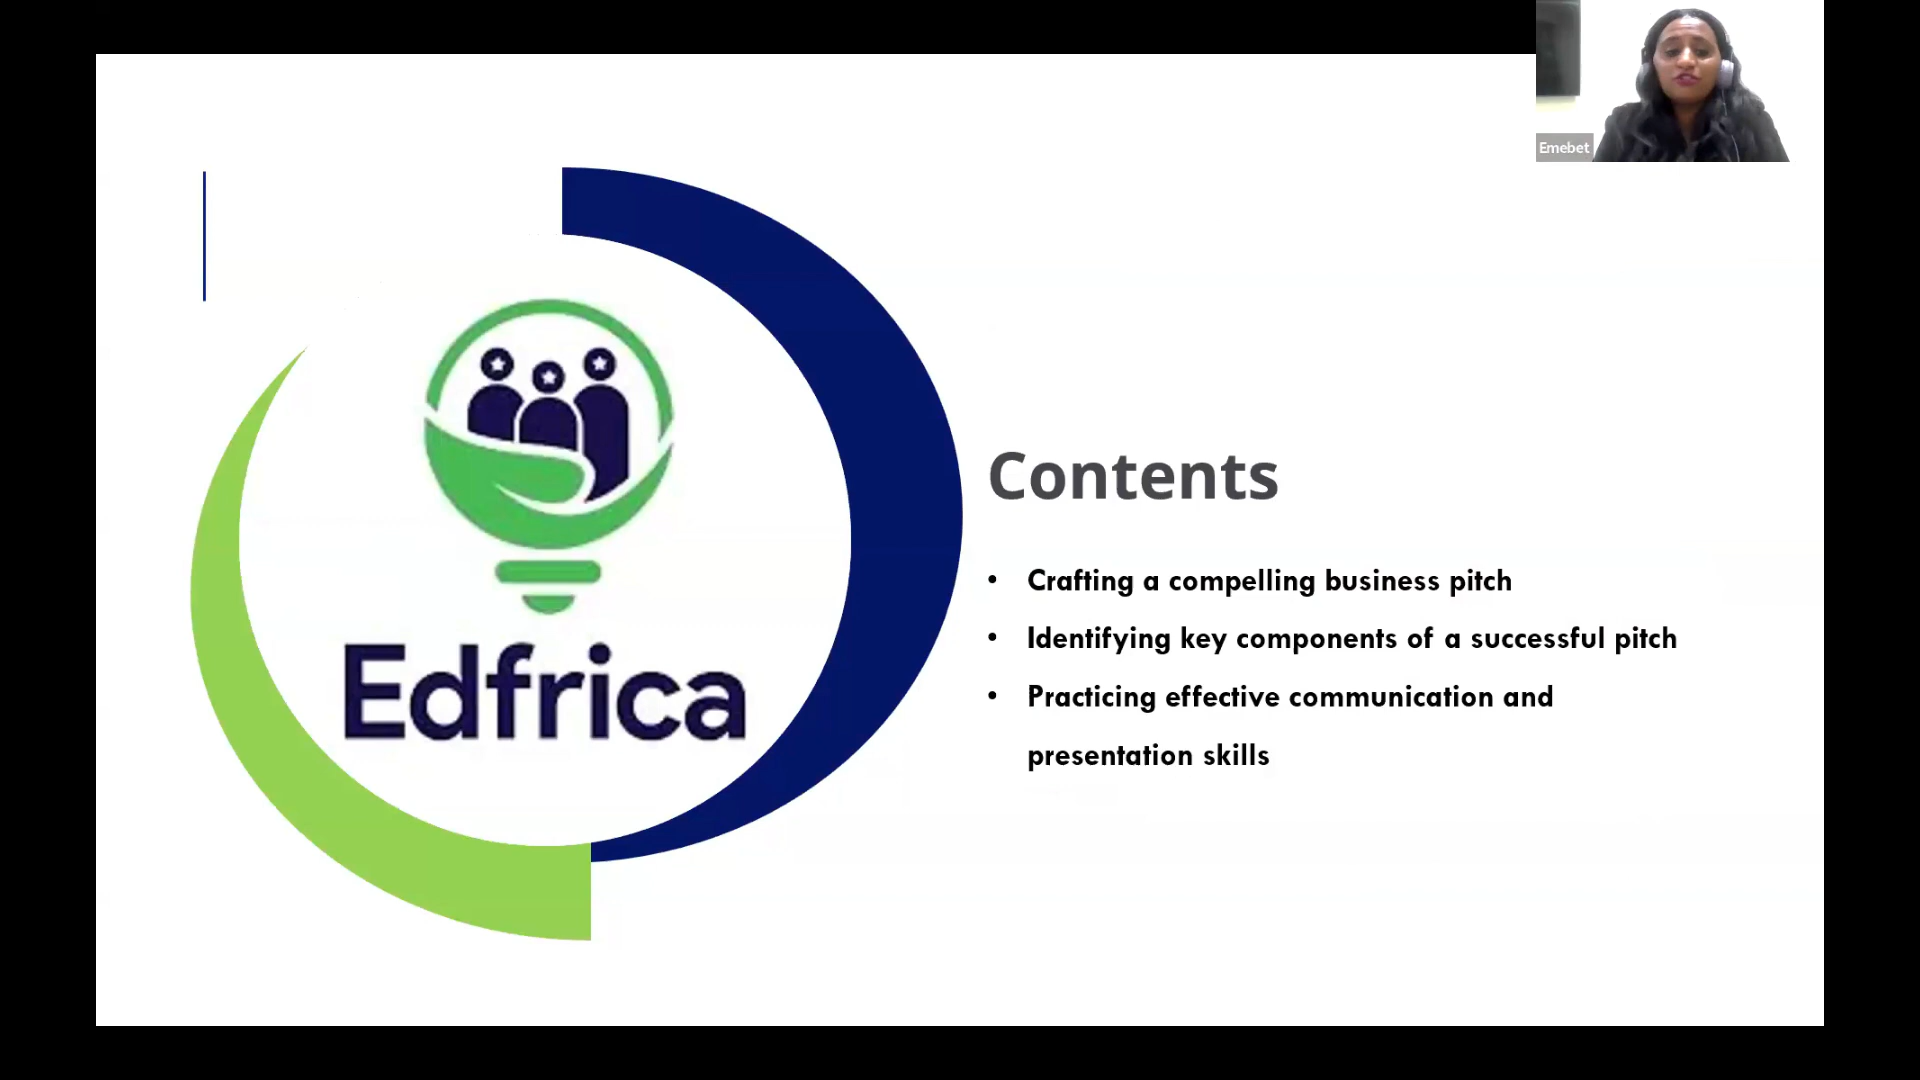 Emebet
Edfrica
Contents
• Crafting a compelling business pitch
• Identifying key components of a successful pitch
• Practicing effective communication and
presentation skills